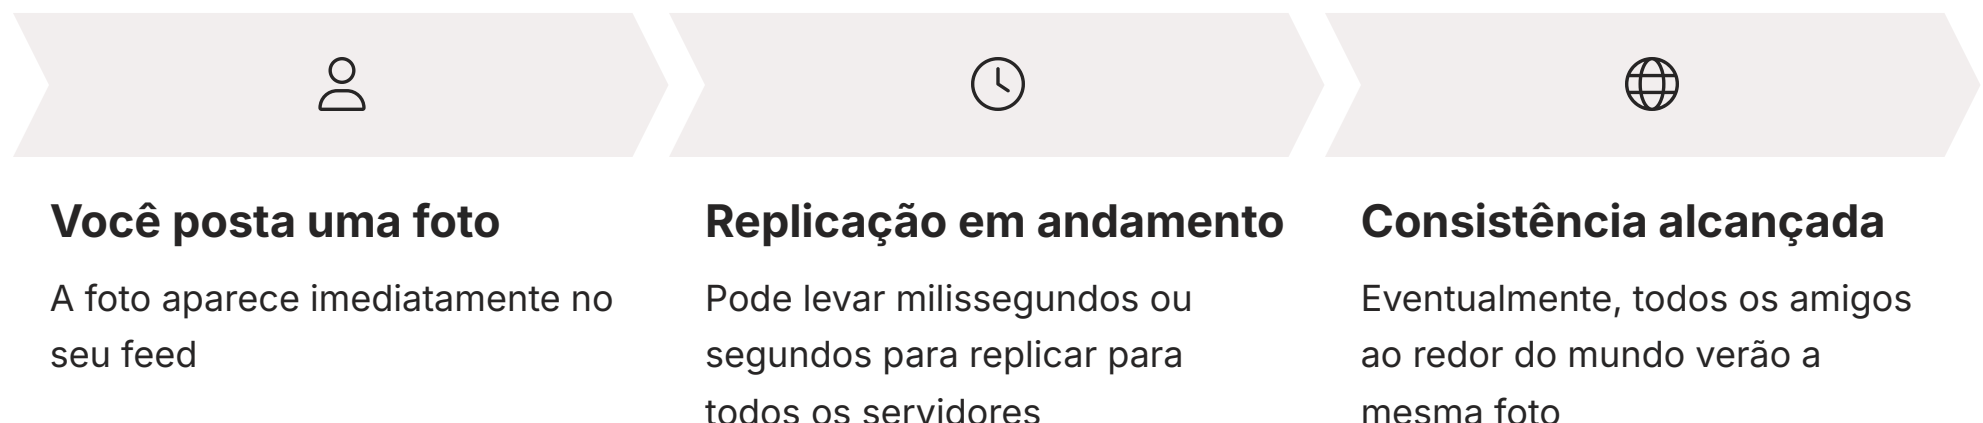 Você posta uma foto
A foto aparece imediatamente no
seu feed
Replicação em andamento
Pode levar milissegundos ou
segundos para replicar para
todos os servidores
Consistência alcançada
Eventualmente, todos os amigos
ao redor do mundo verão a
mesma foto